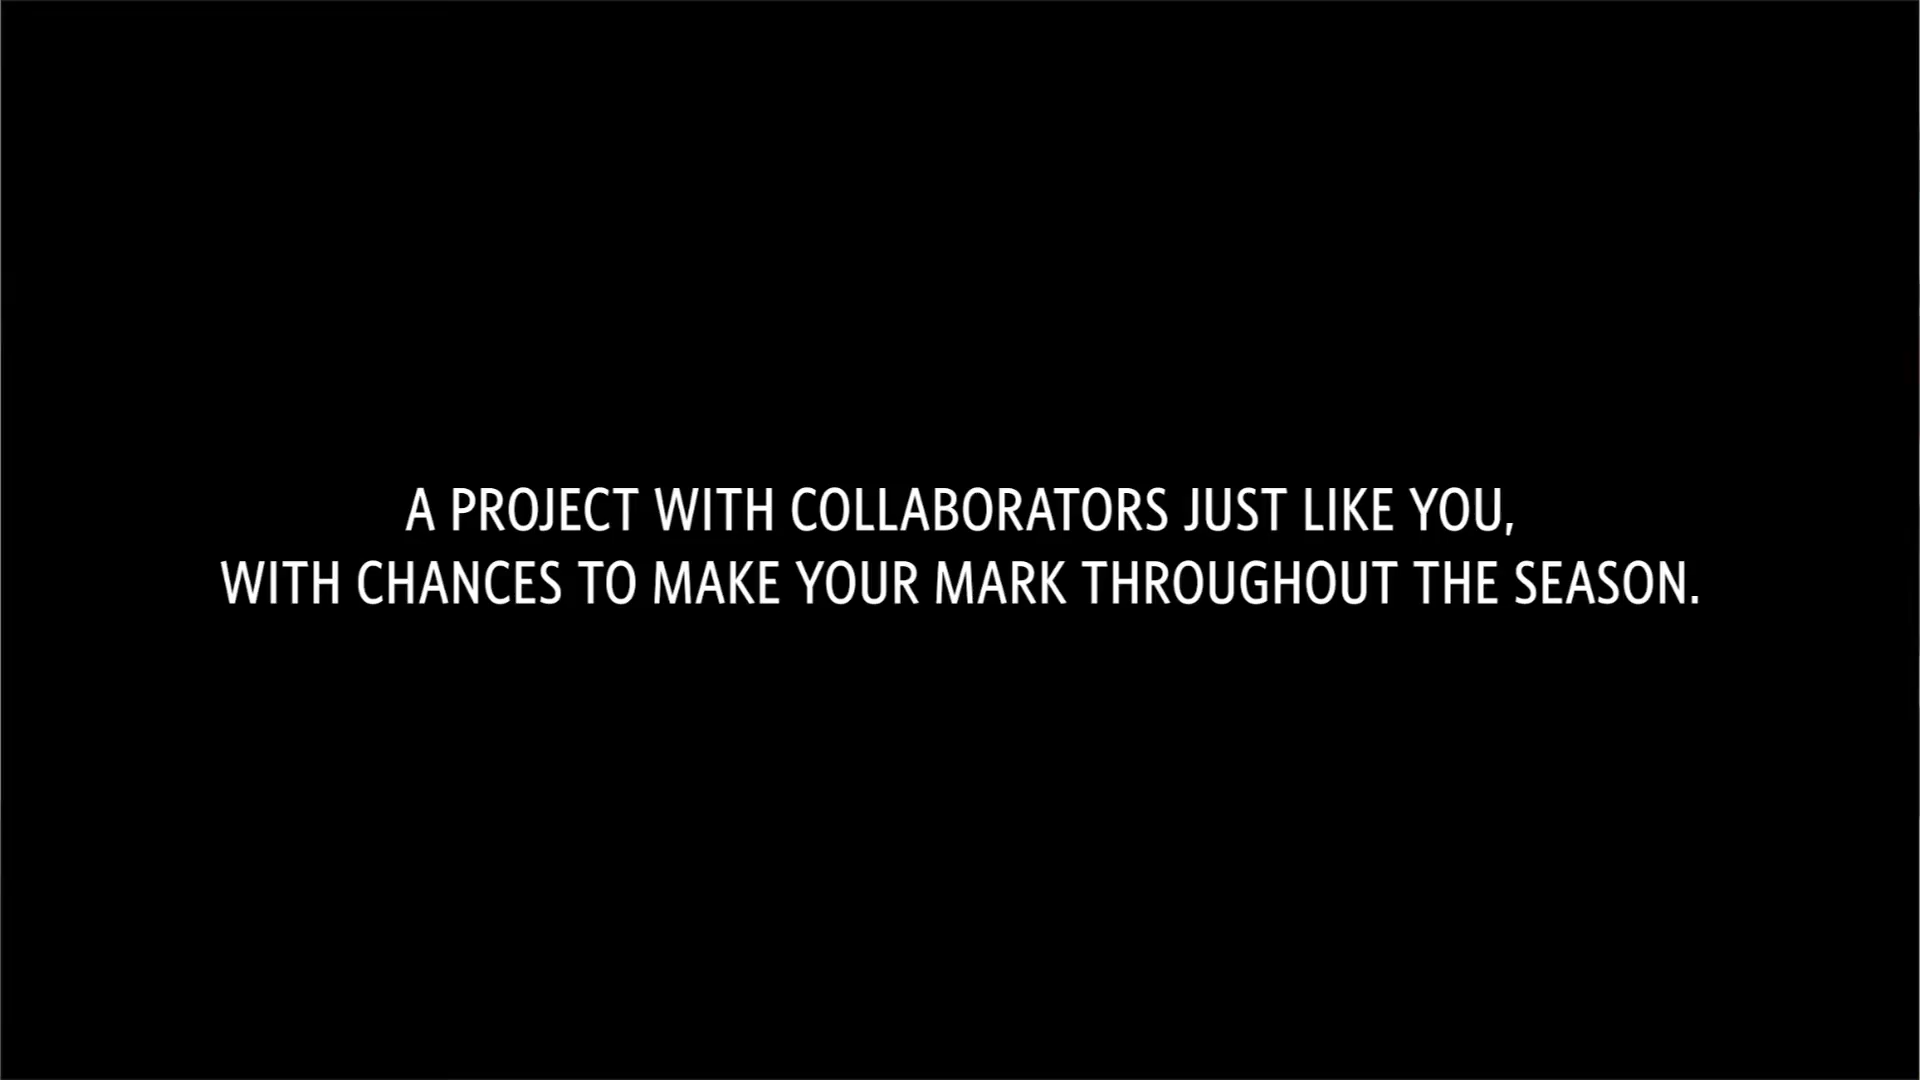 A PROJECT WITH COLLABORATORS JUST LIKE YOU,
WITH CHANCES TO MAKE YOUR MARK THROUGHOUT THE SEASON.